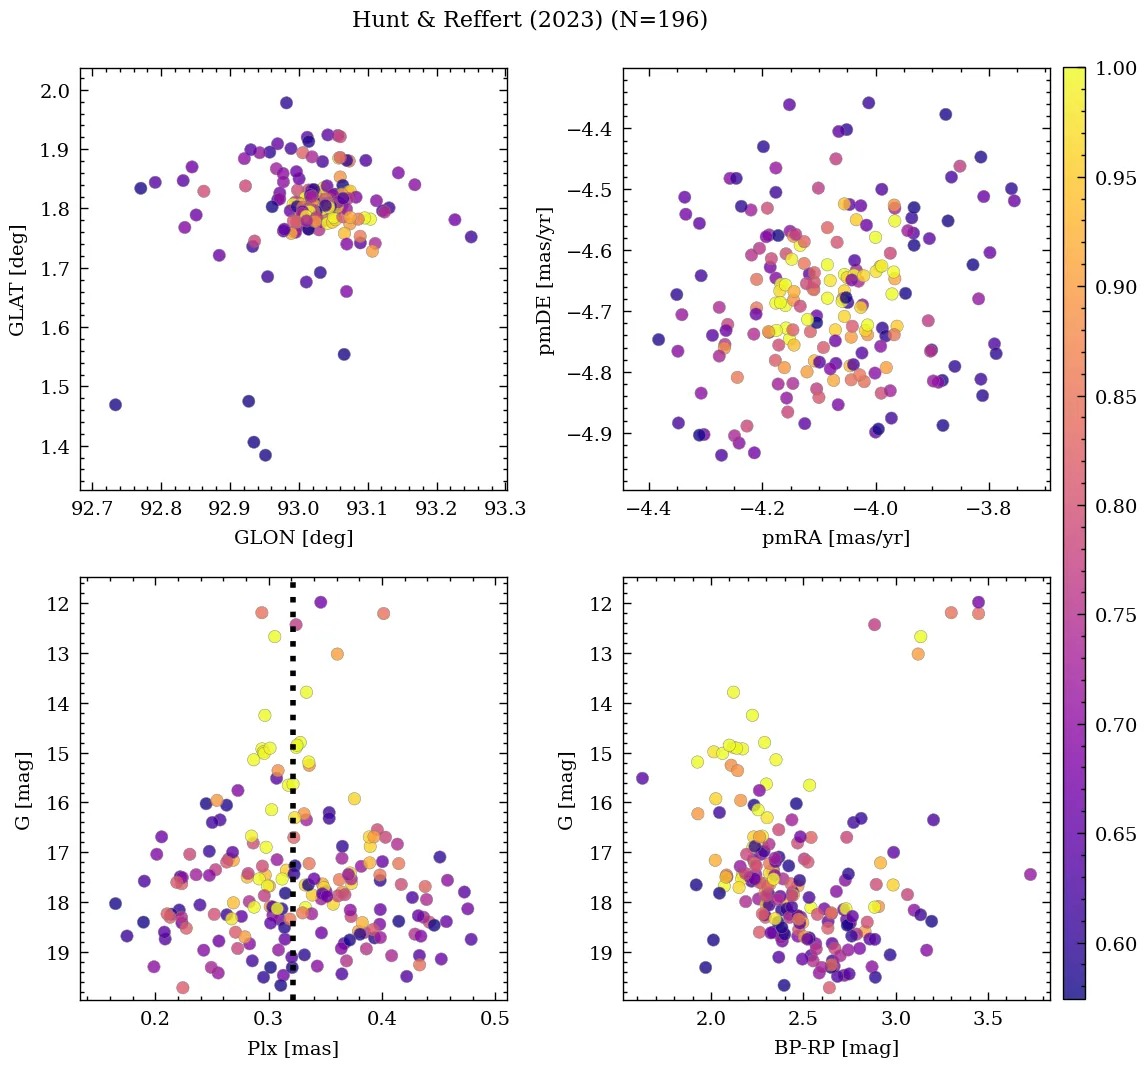 Hunt & Reffert (2023) (N=196)
2.0
1.9
1.8
1.7
1.6
1.5
1.4
GLAT [deg]
92.7 92.8 92.9 93.0 93.1 93.2 93.3
GLON [deg]
−4.4
−4.5
−4.6
−4.7
−4.8
−4.9
pmDE [mas/yr]
−4.4 −4.2 −4.0 −3.8
pmRA [mas/yr]
12
13
14
15
16
17
18
19
G [mag]
0.2 0.3 0.4 0.5
Plx [mas]
12
13
14
15
16
17
18
19
G [mag]
2.0 2.5 3.0 3.5
BP-RP [mag]
1.00
0.95
0.90
0.85
0.80
0.75
0.70
0.65
0.60